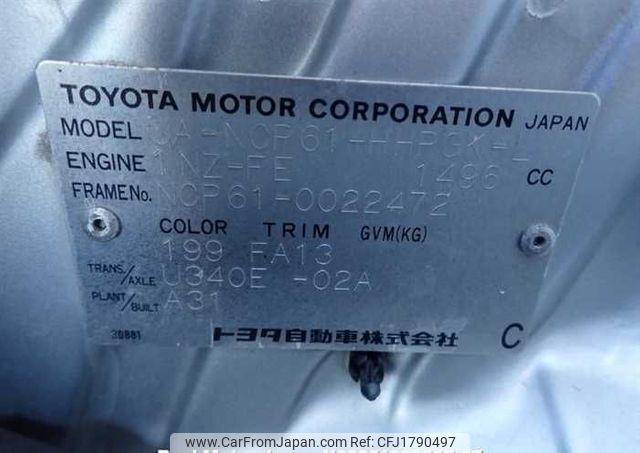 TOYOTA MOTOR CORPORATION JAPAN
MODEL UA-NCP61-HHPGK-L
ENGINE 1NZ-FE 1496 CC
FRAME No. NCP61-0022472
COLOR TRIM GVM(KG)
199 FA13
TRANS./AXLE U340E -02A
PLANT/BUILT A31
30881 トヨタ自動車株式会社 C
www.CarFromJapan.com | ID: CFJ1790497